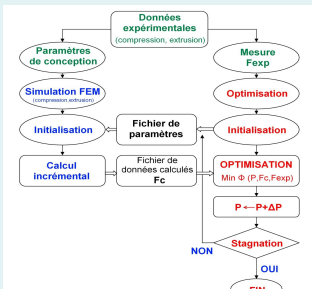 Données
expérimentales
(compression, extrusion)
Paramètres
de conception
Mesure
Fexp
Simulation FEM
(compression,extrusion)
Optimisation
Initialisation
Fichier de
paramètres
Initialisation
Calcul
incrémental
Fichier de
données calculés
Fc
OPTIMISATION
Min Φ (P,Fc,Fexp)
P ←P+ΔP
Stagnation
NON
OUI
FIN